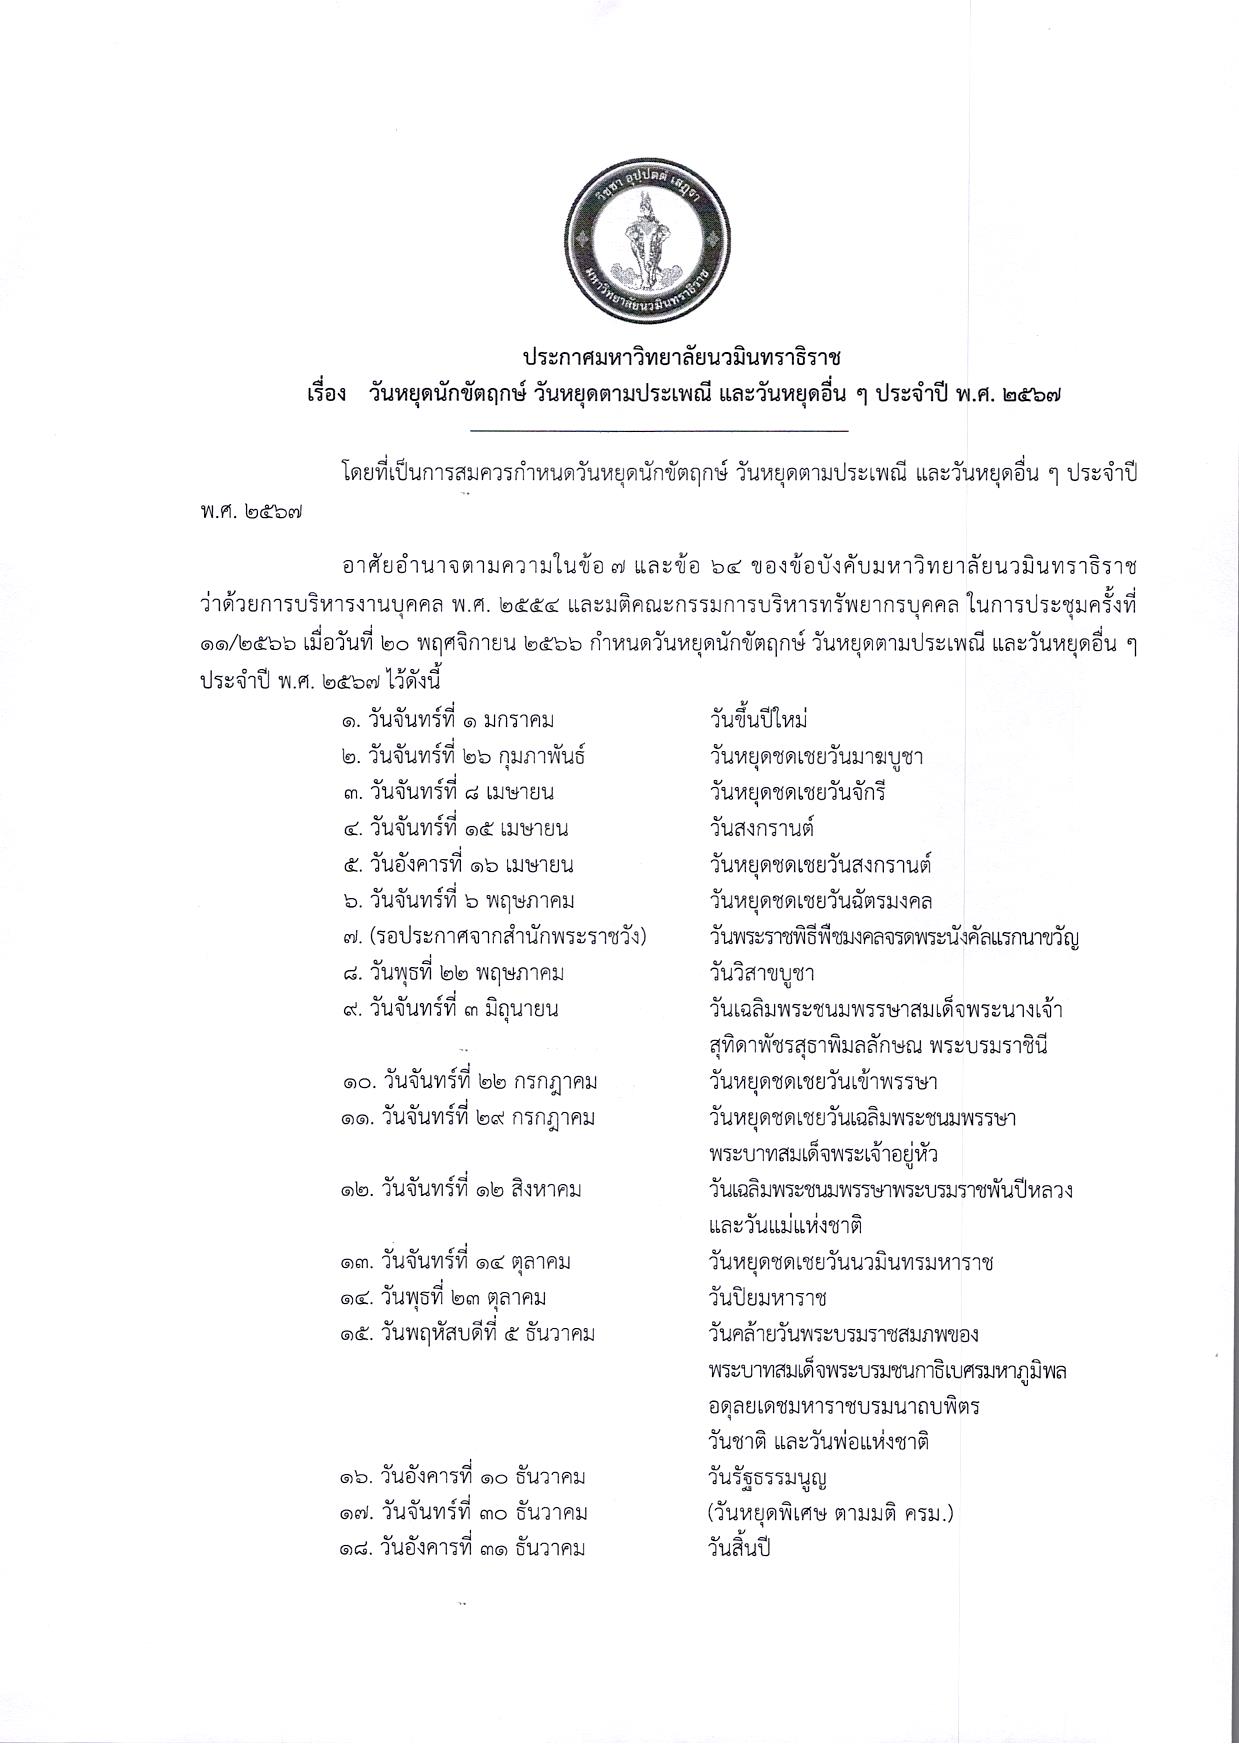 วิชชา อุปปตตํ เสฏฐา
มหาวิทยาลัยนวมินทราธิราช
ประกาศมหาวิทยาลัยนวมินทราธิราช
เรื่อง วันหยุดนักขัตฤกษ์ วันหยุดตามประเพณี และวันหยุดอื่น ๆ ประจำปี พ.ศ. ๒๕๖๗
โดยที่เป็นการสมควรกำหนดวันหยุดนักขัตฤกษ์ วันหยุดตามประเพณี และวันหยุดอื่น ๆ ประจำปี
พ.ศ. ๒๕๖๗
อาศัยอำนาจตามความในข้อ ๗ และข้อ ๖๔ ของข้อบังคับมหาวิทยาลัยนวมินทราธิราช
ว่าด้วยการบริหารงานบุคคล พ.ศ. ๒๕๕๔ และมติคณะกรรมการบริหารทรัพยากรบุคคล ในการประชุมครั้งที่
๑๑/๒๕๖๖ เมื่อวันที่ ๒๐ พฤศจิกายน ๒๕๖๖ กำหนดวันหยุดนักขัตฤกษ์ วันหยุดตามประเพณี และวันหยุดอื่น ๆ
ประจำปี พ.ศ. ๒๕๖๗ ไว้ดังนี้
๑. วันจันทร์ที่ ๑ มกราคม วันขึ้นปีใหม่
๒. วันจันทร์ที่ ๒๖ กุมภาพันธ์ วันหยุดชดเชยวันมาฆบูชา
๓. วันจันทร์ที่ ๘ เมษายน วันหยุดชดเชยวันจักรี
๔. วันจันทร์ที่ ๑๕ เมษายน วันสงกรานต์
๕. วันอังคารที่ ๑๖ เมษายน วันหยุดชดเชยวันสงกรานต์
๖. วันจันทร์ที่ ๖ พฤษภาคม วันหยุดชดเชยวันฉัตรมงคล
๗. (รอประกาศจากสำนักพระราชวัง) วันพระราชพิธีพืชมงคลจรดพระนังคัลแรกนาขวัญ
๘. วันพุธที่ ๒๒ พฤษภาคม วันวิสาขบูชา
๙. วันจันทร์ที่ ๓ มิถุนายน วันเฉลิมพระชนมพรรษาสมเด็จพระนางเจ้า
สุทิดาพัชรสุธาพิมลลักษณ พระบรมราชินี
๑๐. วันจันทร์ที่ ๒๒ กรกฎาคม วันหยุดชดเชยวันเข้าพรรษา
๑๑. วันจันทร์ที่ ๒๙ กรกฎาคม วันหยุดชดเชยวันเฉลิมพระชนมพรรษา
พระบาทสมเด็จพระเจ้าอยู่หัว
๑๒. วันจันทร์ที่ ๑๒ สิงหาคม วันเฉลิมพระชนมพรรษาพระบรมราชพันปีหลวง
และวันแม่แห่งชาติ
๑๓. วันจันทร์ที่ ๑๔ ตุลาคม วันหยุดชดเชยวันนวมินทรมหาราช
๑๔. วันพุธที่ ๒๓ ตุลาคม วันปิยมหาราช
๑๕. วันพฤหัสบดีที่ ๕ ธันวาคม วันคล้ายวันพระบรมราชสมภพของ
พระบาทสมเด็จพระบรมชนกาธิเบศรมหาภูมิพล
อดุลยเดชมหาราชบรมนาถบพิตร
วันชาติ และวันพ่อแห่งชาติ
๑๖. วันอังคารที่ ๑๐ ธันวาคม วันรัฐธรรมนูญ
๑๗. วันจันทร์ที่ ๓๐ ธันวาคม (วันหยุดพิเศษ ตามมติ ครม.)
๑๘. วันอังคารที่ ๓๑ ธันวาคม วันสิ้นปี